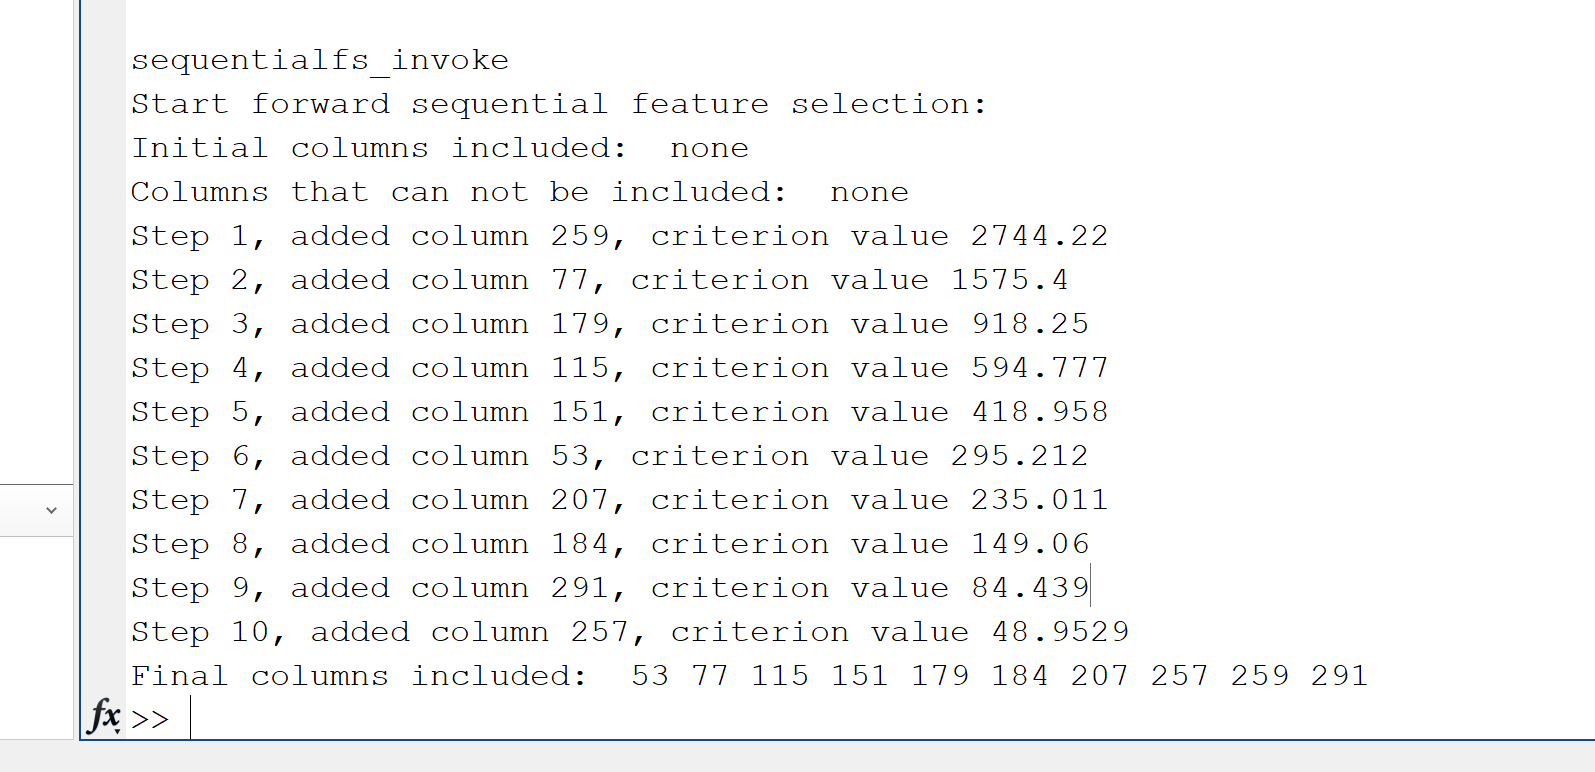 sequentialfs_invoke
Start forward sequential feature selection:
Initial columns included:  none
Columns that can not be included:  none
Step 1, added column 259, criterion value 2744.22
Step 2, added column 77, criterion value 1575.4
Step 3, added column 179, criterion value 918.25
Step 4, added column 115, criterion value 594.777
Step 5, added column 151, criterion value 418.958
Step 6, added column 53, criterion value 295.212
Step 7, added column 207, criterion value 235.011
Step 8, added column 184, criterion value 149.06
Step 9, added column 291, criterion value 84.439
Step 10, added column 257, criterion value 48.9529
Final columns included:  53 77 115 151 179 184 207 257 259 291
fx >>